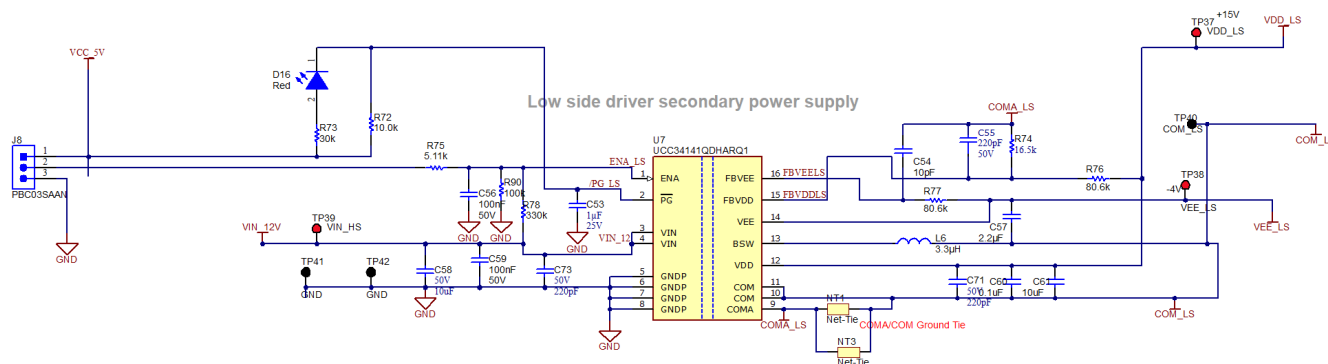 +15V
TP37
VDD_LS
VDD_LS
VCC_5V
D16
Red
1
2
R72
10.0k
R73
30k
Low side driver secondary power supply
COMA_LS
C55
220pF
50V
R74
16.5k
TP40
COM_LS
COM_L
J8
1
2
3
PBC03SAAN
R75
5.11k
U7
UCC34141QDHARQ1
C54
10pF
ENA_LS
1
ENA
FBVEE
16
FBVEELS
R76
80.6k
C56
100nF
50V
R90
100k
R78
330k
/PG_LS
2
PG
FBVDD
15
FBVDDLS
R77
80.6k
-4V
TP38
VEE_LS
C53
1µF
25V
GND
GND
GND
VEE
14
C57
2.2µF
VEE_LS
VIN_12V
TP39
VIN_HS
VIN_12
3
4
VIN
VIN
BSW
13
L6
3.3µH
GND
TP41
GND
TP42
GND
C58
50V
10uF
C59
100nF
50V
C73
50V
220pF
VDD
12
C71
50V
220pF
C60
0.1uF
C61
10uF
5
6
7
8
GNDP
GNDP
GNDP
GNDP
COM
COM
COMA
11
10
9
GND
GND
COMA_LS
NT1
Net-Tie
COMA/COM Ground Tie
COM_LS
NT3
Net-Tie